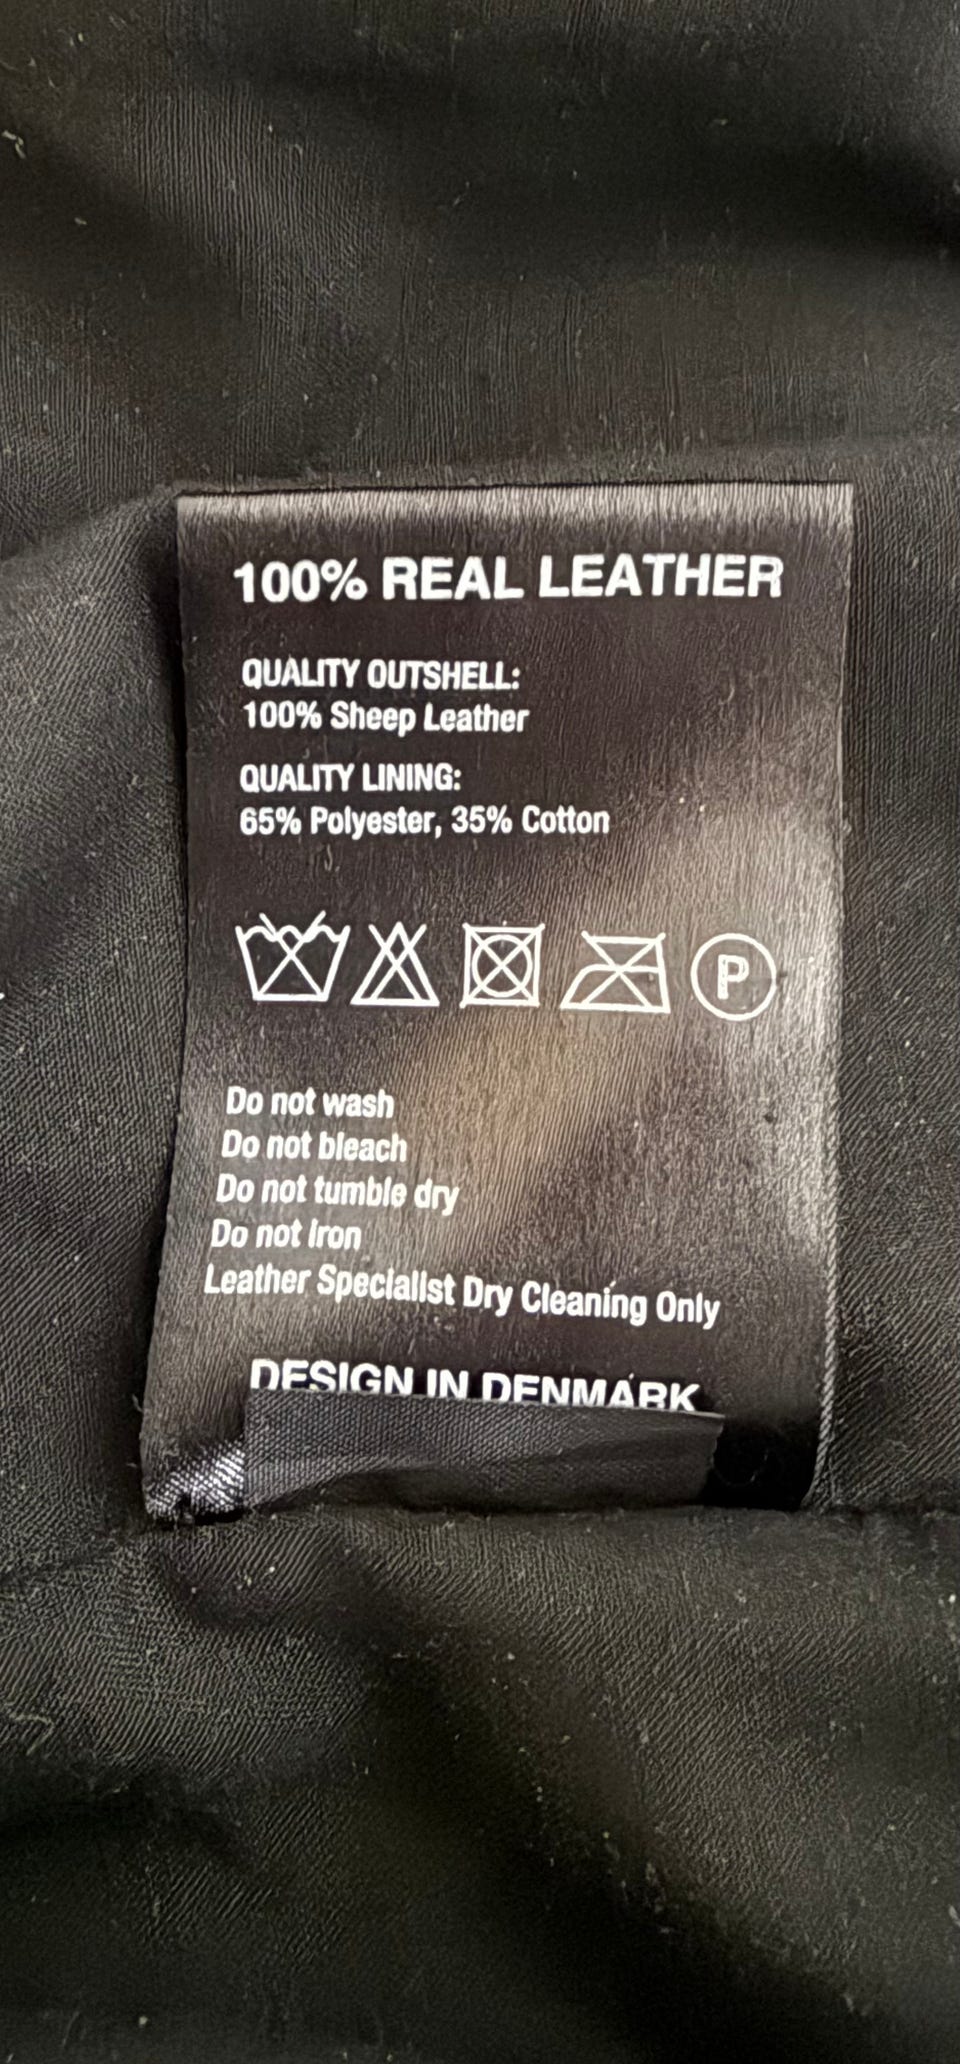 100% REAL LEATHER
QUALITY OUTSHELL:
100% Sheep Leather
QUALITY LINING:
65% Polyester, 35% Cotton
P
Do not wash
Do not bleach
Do not tumble dry
Do not iron
Leather Specialist Dry Cleaning Only
DESIGN IN DENMARK